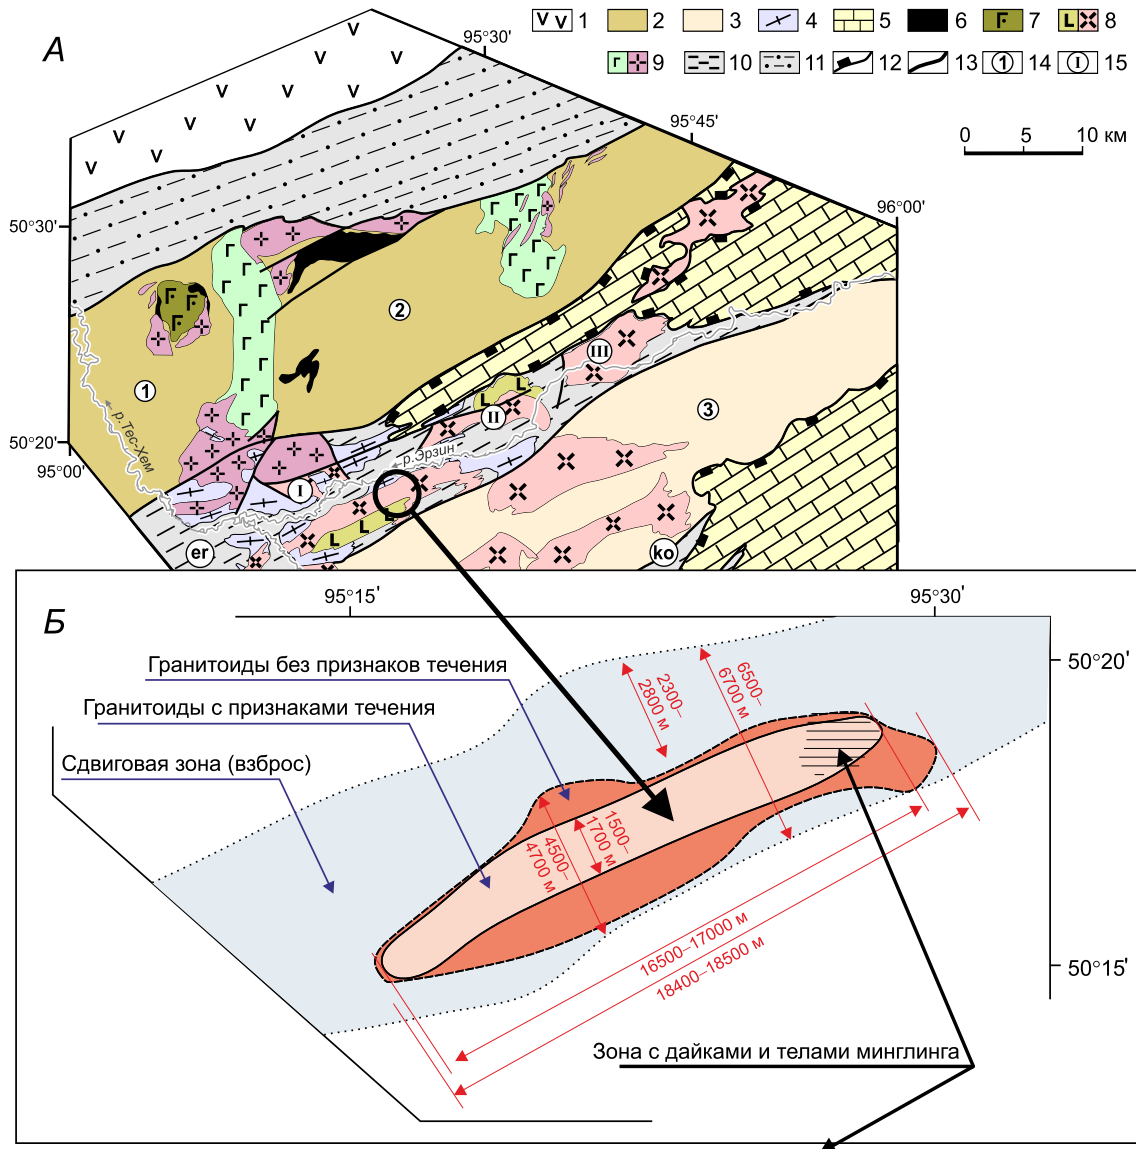 А
1
2
3
4
5
6
7
8
9
10
11
12
13
14
15
0
5
10 км
95°30'
95°45'
96°00'
50°30'
50°20'
95°00'
1
2
3
I
II
III
er
ko
р.Тес-Хем
р.Эрзин
Б
95°15'
95°30'
50°20'
50°15'
Гранитоиды без признаков течения
Гранитоиды с признаками течения
Сдвиговая зона (взброс)
2300–
2800 м
6500–
6700 м
1500–
1700 м
4500–
4700 м
16500–17000 м
18400–18500 м
Зона с дайками и телами минглинга